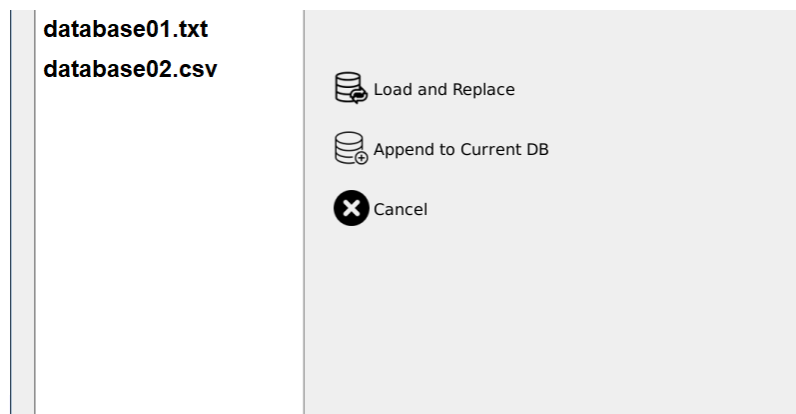 database01.txt
database02.csv
Load and Replace
Append to Current DB
Cancel